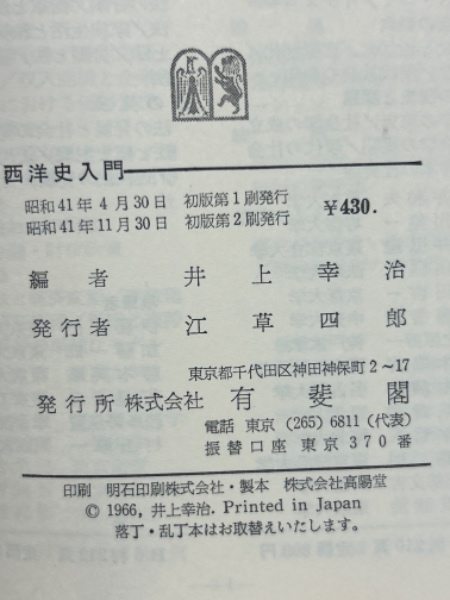 西洋史入門
昭和41年4月30日 初版第1刷発行
昭和41年11月30日 初版第2刷発行
￥430.
編者 井上幸治
発行者 江草四郎
東京都千代田区神田神保町2〜17
発行所 株式会社 有斐閣
電話 東京 (265) 6811 (代表)
振替口座 東京370番
印刷 明石印刷株式会社・製本 株式会社高陽堂
© 1966, 井上幸治. Printed in Japan
落丁・乱丁本はお取替えいたします。